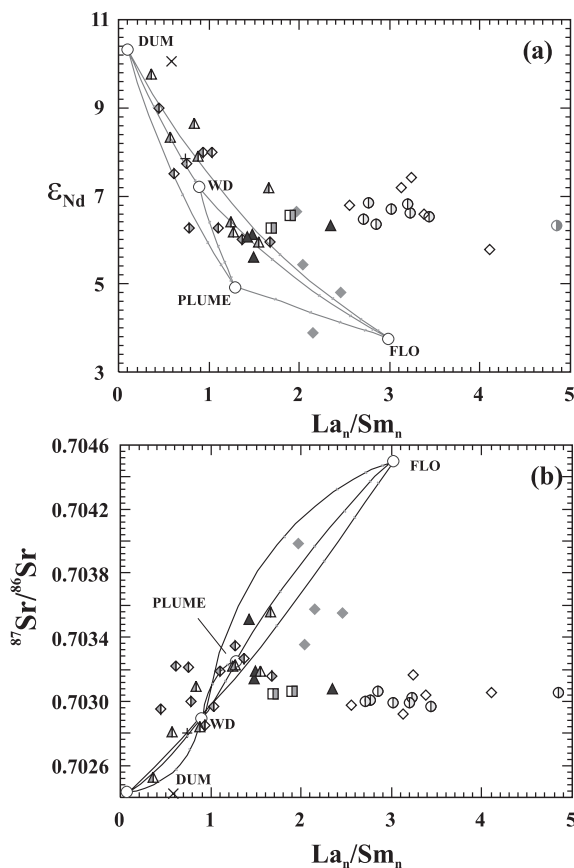 11
DUM
(a)
9
WD
εNd
7
5
PLUME
FLO
3
0 1 2 3 4 5
Laₙ/Smₙ
0.7046
FLO
(b)
0.7042
⁸⁷Sr/⁸⁶Sr
0.7038
PLUME
0.7034
0.7030
WD
0.7026
DUM
0 1 2 3 4 5
Laₙ/Smₙ